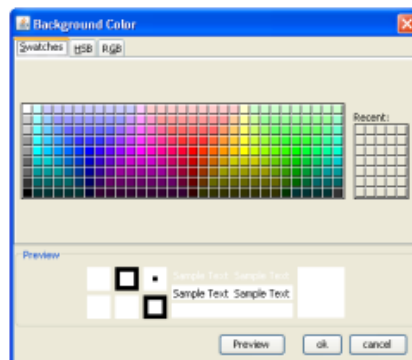 Background Color
Swatches HSB RGB
Recent:
Preview
Sample Text Sample Text
Sample Text Sample Text
Preview ok cancel